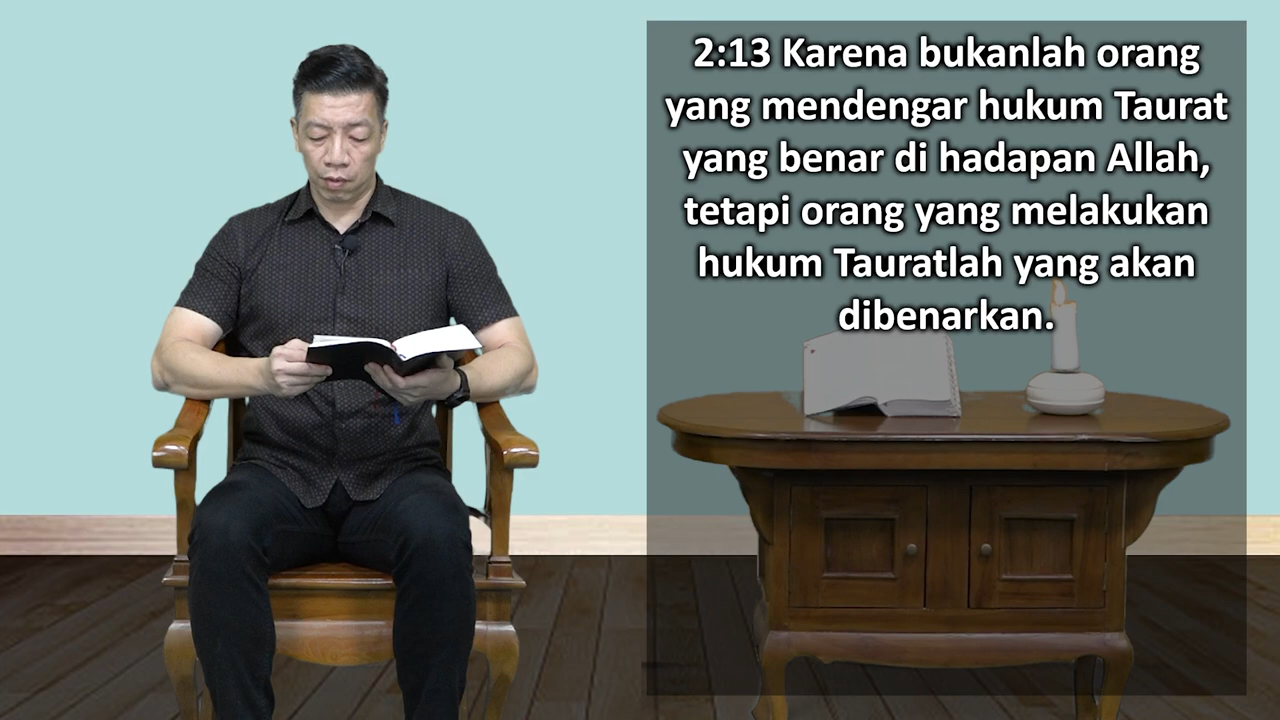 2:13 Karena bukanlah orang
yang mendengar hukum Taurat
yang benar di hadapan Allah,
tetapi orang yang melakukan
hukum Tauratlah yang akan
dibenarkan.